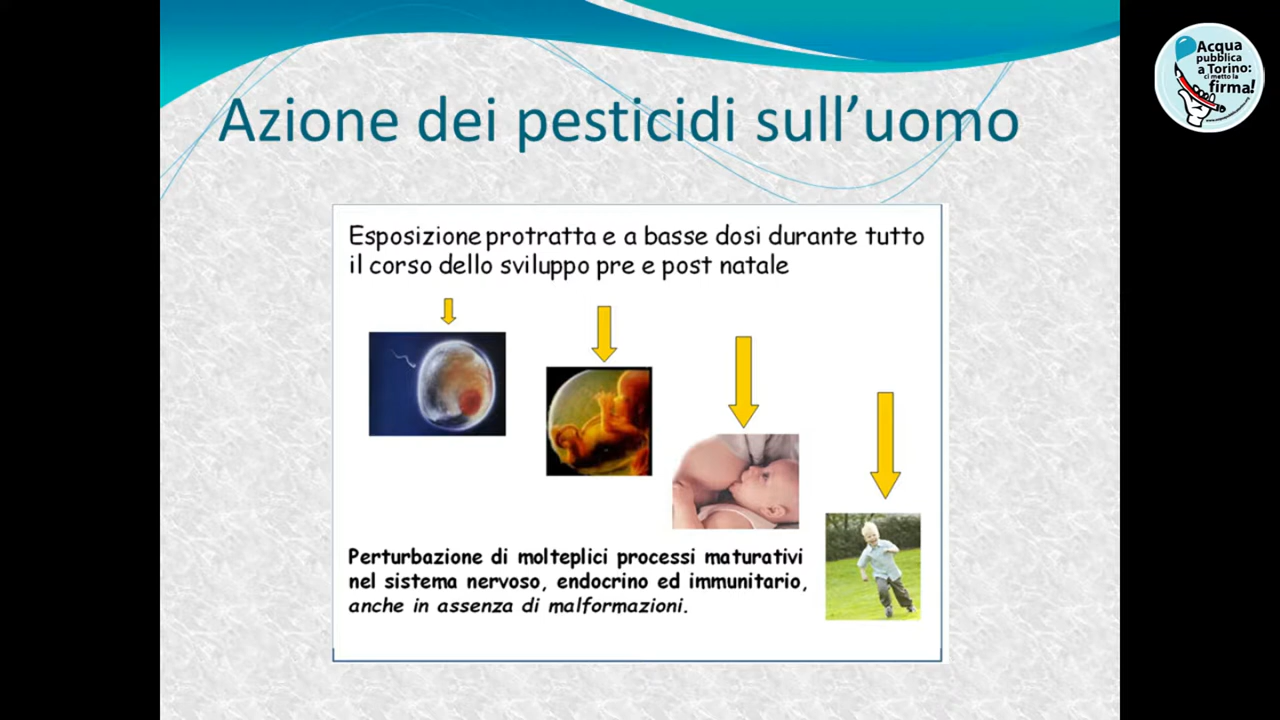 Azione dei pesticidi sull'uomo
Esposizione protratta e a basse dosi durante tutto
il corso dello sviluppo pre e post natale
Perturbazione di molteplici processi maturativi
nel sistema nervoso, endocrino ed immunitario,
anche in assenza di malformazioni.
Acqua
pubblica
a Torino:
ci metto la
firma!